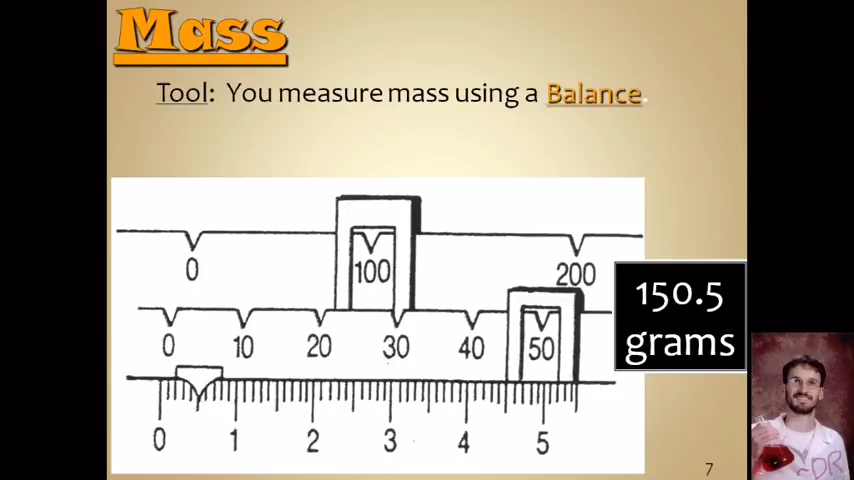 Mass
Tool: You measure mass using a Balance.
0 100 200
0 10 20 30 40 50
0 1 2 3 4 5
150.5
grams
7
DR